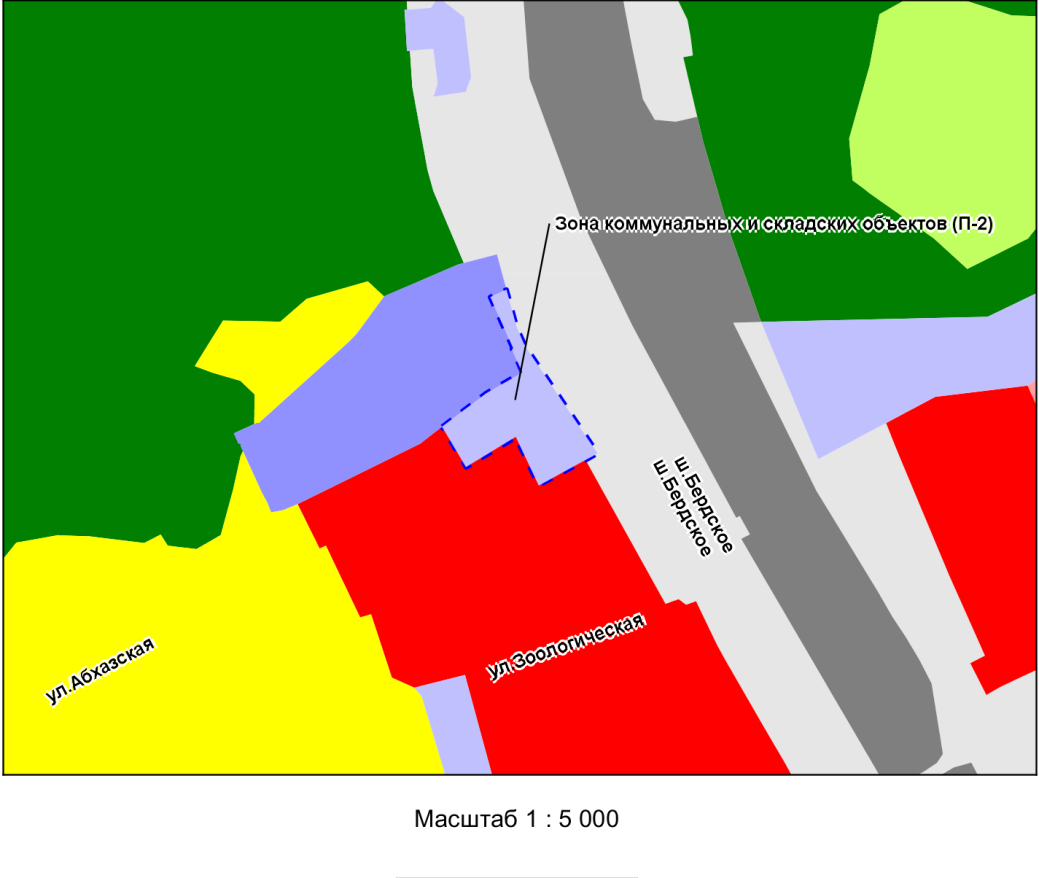 Зона коммунальных и складских объектов (П-2)
ш.Бердское
ш.Бердское
ул.Зоологическая
ул.Абхазская
Масштаб 1 : 5 000